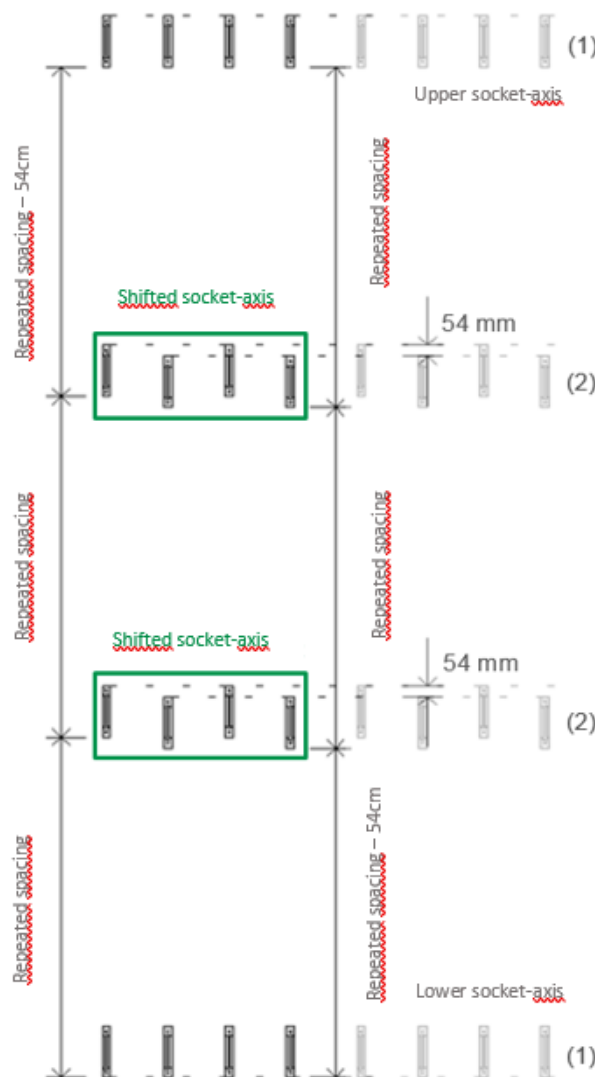 (1)
Upper socket-axis
Repeated spacing – 54cm
Repeated spacing
Shifted socket-axis
54 mm
(2)
Repeated spacing
Repeated spacing
Shifted socket-axis
54 mm
(2)
Repeated spacing
Repeated spacing – 54cm
Lower socket-axis
(1)